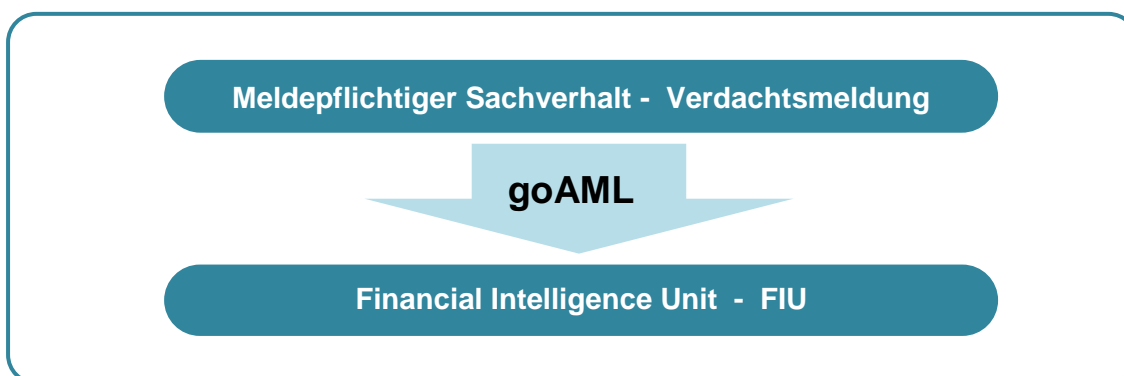 Meldepflichtiger Sachverhalt - Verdachtsmeldung
goAML
Financial Intelligence Unit - FIU